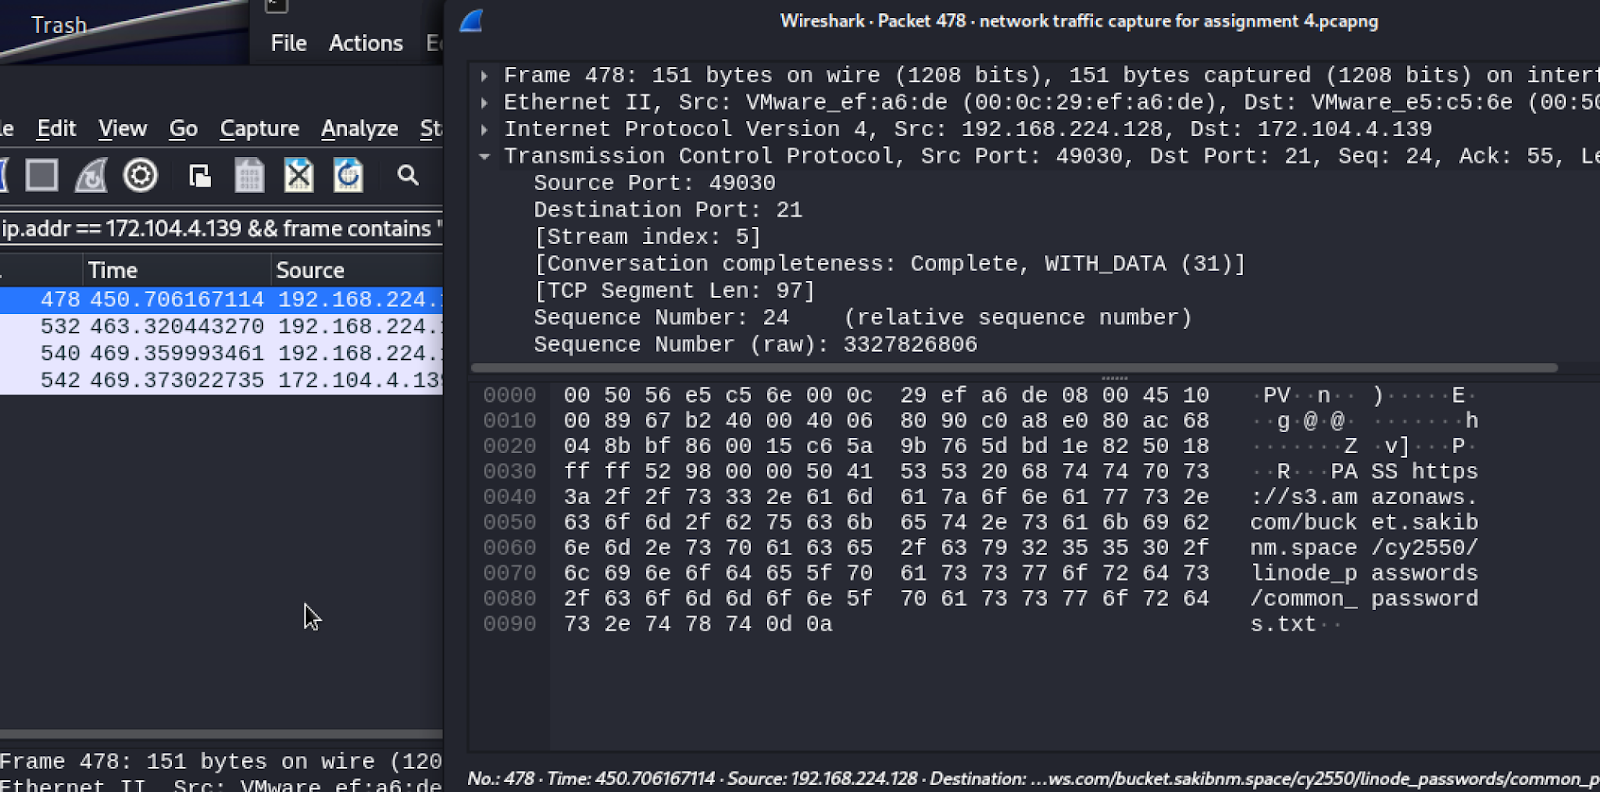 Trash
File Actions
Wireshark · Packet 478 · network traffic capture for assignment 4.pcapng
Edit View Go Capture Analyze
ip.addr == 172.104.4.139 && frame contains "
Time Source
478 450.706167114 192.168.224.
532 463.320443270 192.168.224.
540 469.359993461 192.168.224.
542 469.373022735 172.104.4.13
Frame 478: 151 bytes on wire (120
Ethernet II, Src: VMware_ef:a6:de
Frame 478: 151 bytes on wire (1208 bits), 151 bytes captured (1208 bits) on interf
Ethernet II, Src: VMware_ef:a6:de (00:0c:29:ef:a6:de), Dst: VMware_e5:c5:6e (00:50
Internet Protocol Version 4, Src: 192.168.224.128, Dst: 172.104.4.139
Transmission Control Protocol, Src Port: 49030, Dst Port: 21, Seq: 24, Ack: 55, Le
Source Port: 49030
Destination Port: 21
[Stream index: 5]
[Conversation completeness: Complete, WITH_DATA (31)]
[TCP Segment Len: 97]
Sequence Number: 24 (relative sequence number)
Sequence Number (raw): 3327826806
0000 00 50 56 e5 c5 6e 00 0c 29 ef a6 de 08 00 45 10 ·PV··n·· )·····E·
0010 00 89 67 b2 40 00 40 06 80 90 c0 a8 e0 80 ac 68 ··g·@·@· ·······h
0020 04 8b bf 86 00 15 c6 5a 9b 76 5d bd 1e 82 50 18 ·······Z ·v]···P·
0030 ff ff 52 98 00 00 50 41 53 53 20 68 74 74 70 73 ··R···PA SS https
0040 3a 2f 2f 73 33 2e 61 6d 61 7a 6f 6e 61 77 73 2e ://s3.am azonaws.
0050 63 6f 6d 2f 62 75 63 6b 65 74 2e 73 61 6b 69 62 com/buck et.sakib
0060 6e 6d 2e 73 70 61 63 65 2f 63 79 32 35 35 30 2f nm.space /cy2550/
0070 6c 69 6e 6f 64 65 5f 70 61 73 73 77 6f 72 64 73 linode_p asswords
0080 2f 63 6f 6d 6d 6f 6e 5f 70 61 73 73 77 6f 72 64 /common_ password
0090 73 2e 74 78 74 0d 0a s.txt··
No.: 478 · Time: 450.706167114 · Source: 192.168.224.128 · Destination: …ws.com/bucket.sakibnm.space/cy2550/linode_passwords/common_p